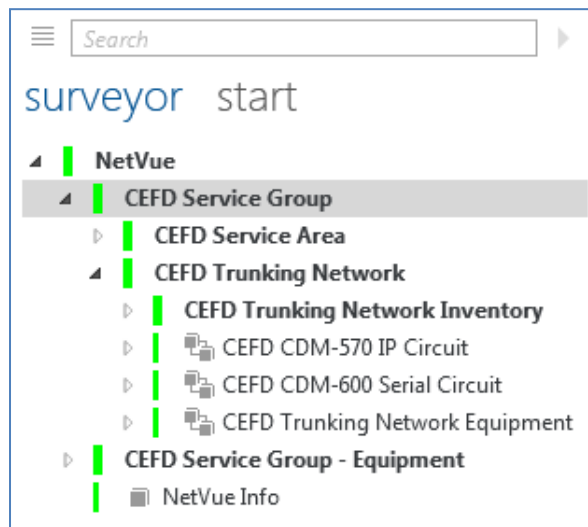 Search
surveyor start
NetVue
CEFD Service Group
CEFD Service Area
CEFD Trunking Network
CEFD Trunking Network Inventory
CEFD CDM-570 IP Circuit
CEFD CDM-600 Serial Circuit
CEFD Trunking Network Equipment
CEFD Service Group - Equipment
NetVue Info